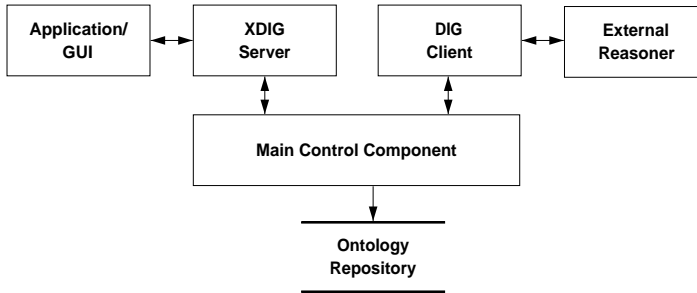 Application/
GUI
XDIG
Server
DIG
Client
External
Reasoner
Main Control Component
Ontology
Repository